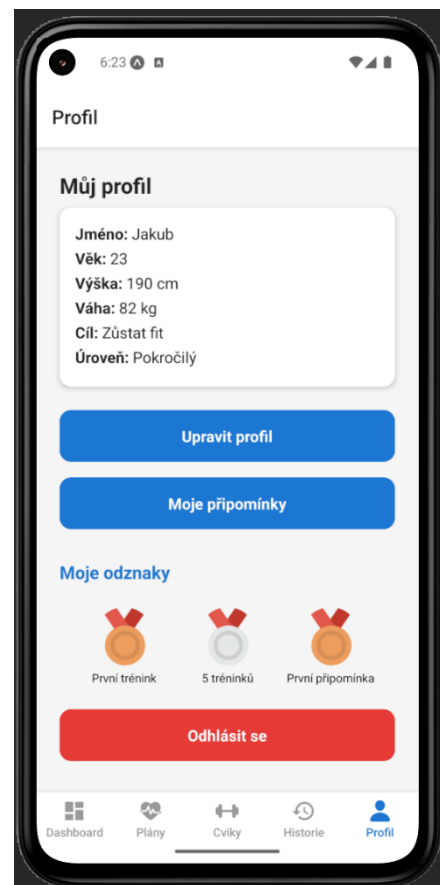 6:23
Profil
Můj profil
Jméno: Jakub
Věk: 23
Výška: 190 cm
Váha: 82 kg
Cíl: Zůstat fit
Úroveň: Pokročilý
Upravit profil
Moje připomínky
Moje odznaky
První trénink 5 tréninků První připomínka
Odhlásit se
Dashboard Plány Cviky Historie Profil